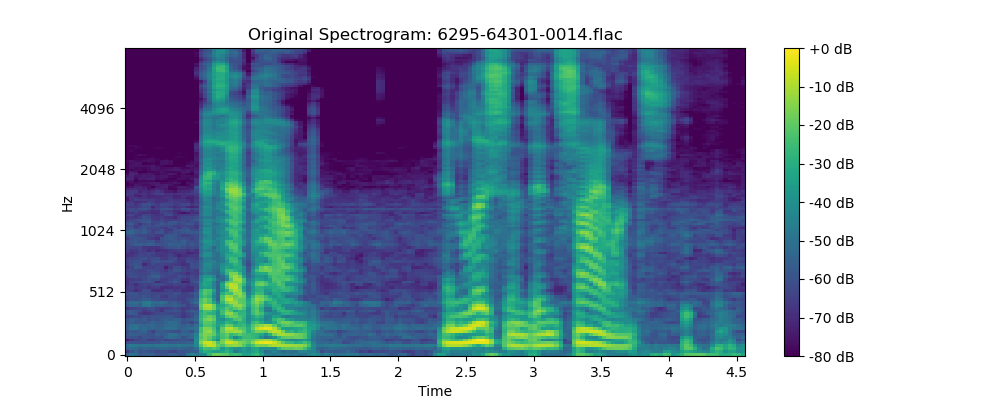 Original Spectrogram: 6295-64301-0014.flac
Hz
4096
2048
1024
512
0
0 0.5 1 1.5 2 2.5 3 3.5 4 4.5
Time
+0 dB
-10 dB
-20 dB
-30 dB
-40 dB
-50 dB
-60 dB
-70 dB
-80 dB